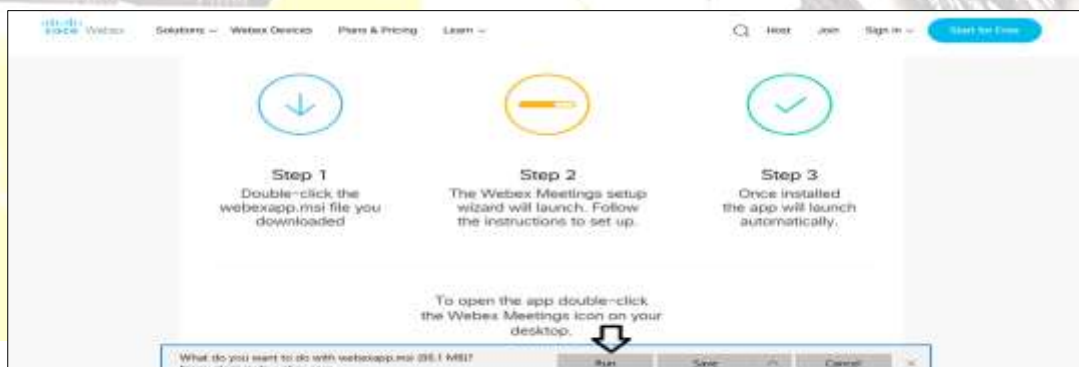 cisco Webex Solutions Webex Devices Plans & Pricing Learn Host Join Sign in Start for Free
Step 1
Double-click the
webexapp.msi file you
downloaded
Step 2
The Webex Meetings setup
wizard will launch. Follow
the instructions to set up.
Step 3
Once installed
the app will launch
automatically.
To open the app double-click
the Webex Meetings icon on your
desktop.
What do you want to do with webexapp.msi MB)? Run Save Cancel